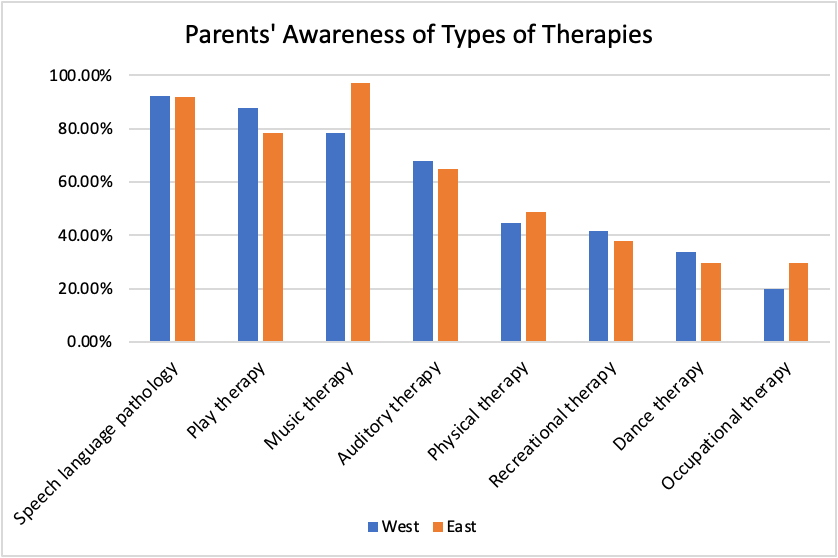 Parents' Awareness of Types of Therapies
100.00%
80.00%
60.00%
40.00%
20.00%
0.00%
Speech language pathology
Play therapy
Music therapy
Auditory therapy
Physical therapy
Recreational therapy
Dance therapy
Occupational therapy
West East